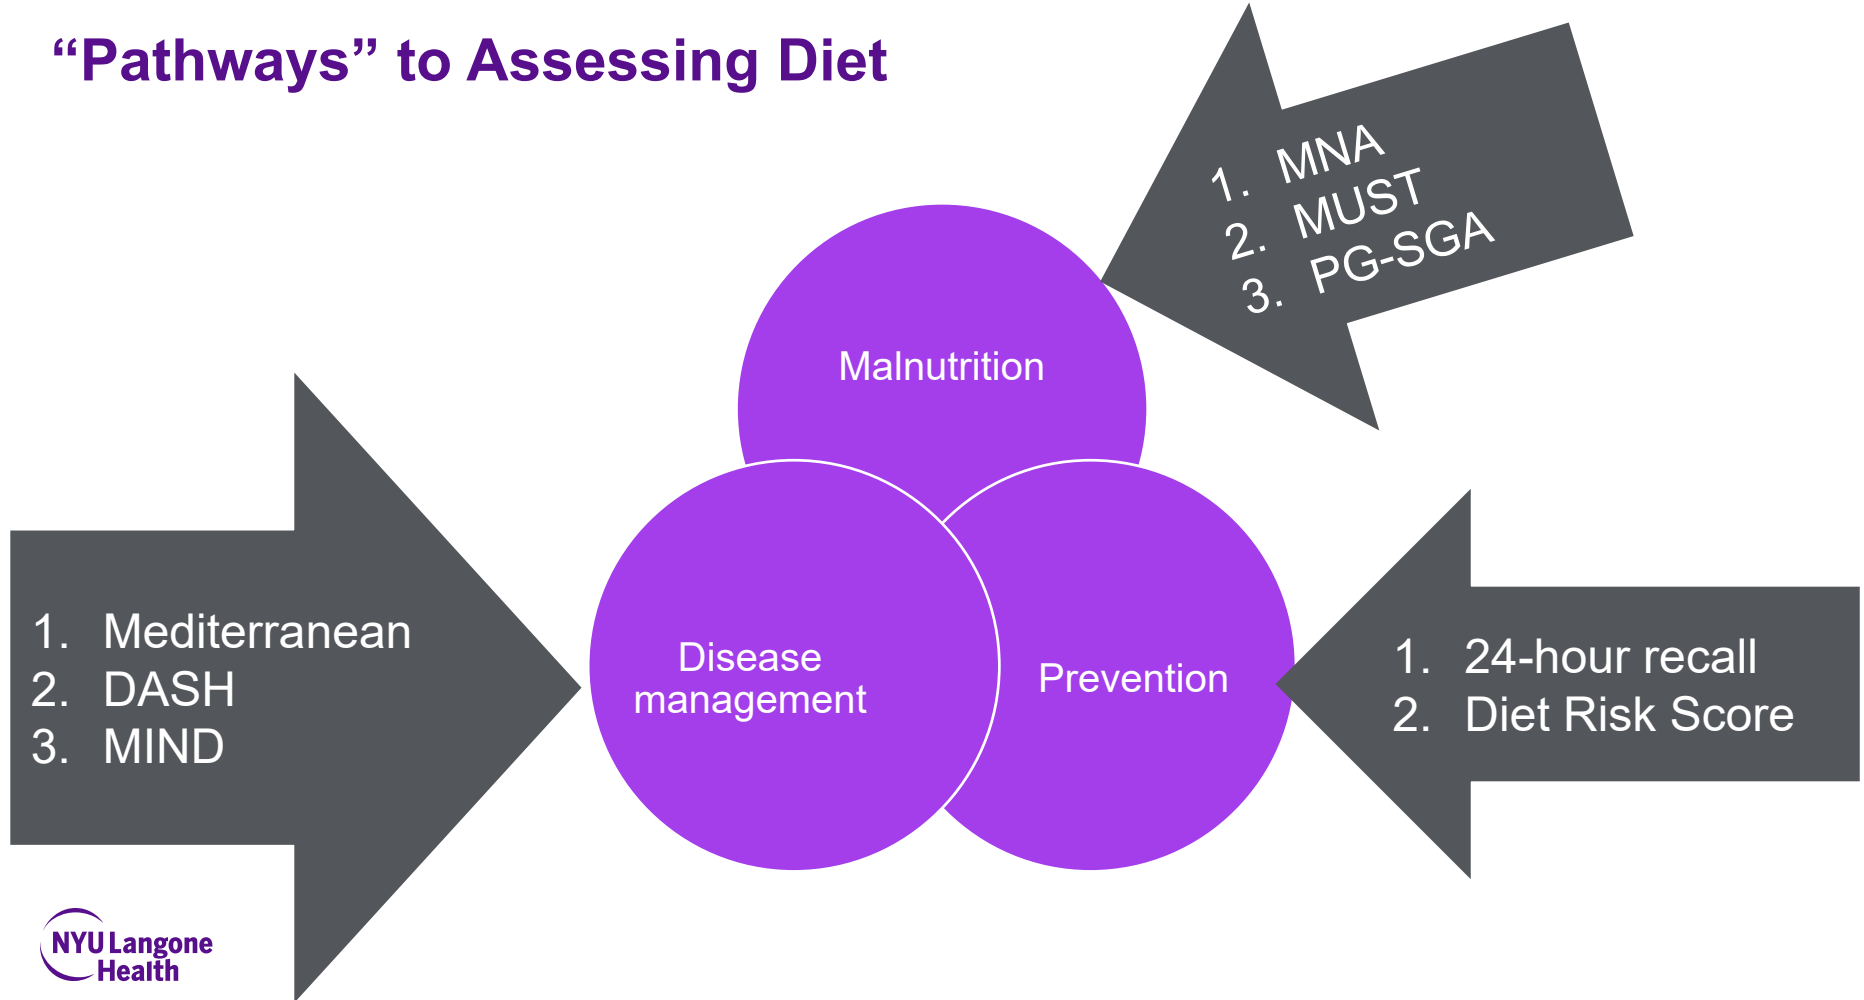 “Pathways” to Assessing Diet
1. MNA
2. MUST
3. PG-SGA
Malnutrition
1. Mediterranean
2. DASH
3. MIND
Disease
management
Prevention
1. 24-hour recall
2. Diet Risk Score
NYU Langone
Health